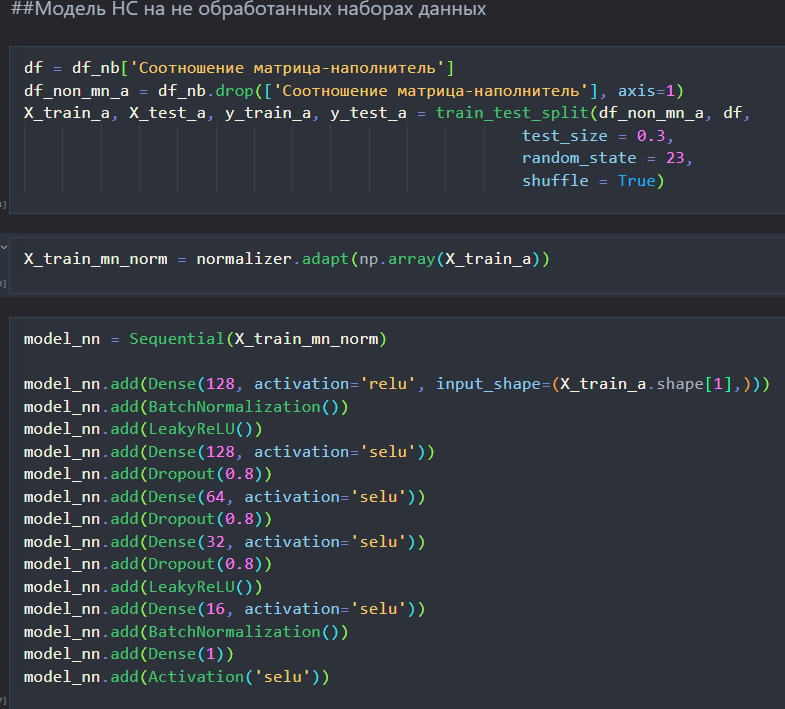 ##Модель НС на не обработанных наборах данных
df = df_nb['Соотношение матрица-наполнитель']
df_non_mn_a = df_nb.drop(['Соотношение матрица-наполнитель'], axis=1)
X_train_a, X_test_a, y_train_a, y_test_a = train_test_split(df_non_mn_a, df,
test_size = 0.3,
random_state = 23,
shuffle = True)
X_train_mn_norm = normalizer.adapt(np.array(X_train_a))
model_nn = Sequential(X_train_mn_norm)
model_nn.add(Dense(128, activation='relu', input_shape=(X_train_a.shape[1],)))
model_nn.add(BatchNormalization())
model_nn.add(LeakyReLU())
model_nn.add(Dense(128, activation='selu'))
model_nn.add(Dropout(0.8))
model_nn.add(Dense(64, activation='selu'))
model_nn.add(Dropout(0.8))
model_nn.add(Dense(32, activation='selu'))
model_nn.add(Dropout(0.8))
model_nn.add(LeakyReLU())
model_nn.add(Dense(16, activation='selu'))
model_nn.add(BatchNormalization())
model_nn.add(Dense(1))
model_nn.add(Activation('selu'))